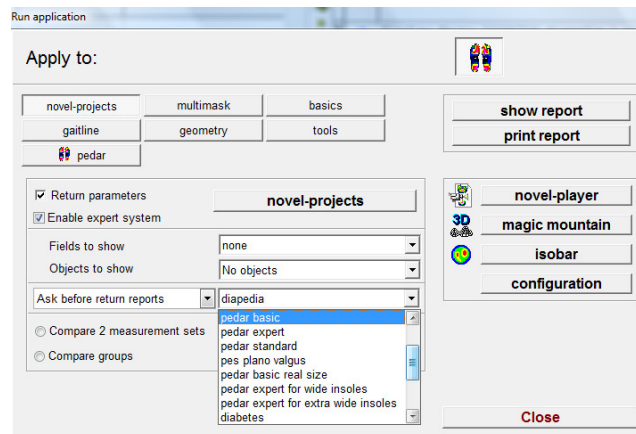 Run application
Apply to:
novel-projects
multimask
basics
gaitline
geometry
tools
pedar
show report
print report
Return parameters
novel-projects
Enable expert system
Fields to show
none
Objects to show
No objects
Ask before return reports
diapedia
pedar basic
pedar expert
pedar standard
pes plano valgus
pedar basic real size
pedar expert for wide insoles
pedar expert for extra wide insoles
diabetes
Compare 2 measurement sets
Compare groups
novel-player
3D
magic mountain
isobar
configuration
Close